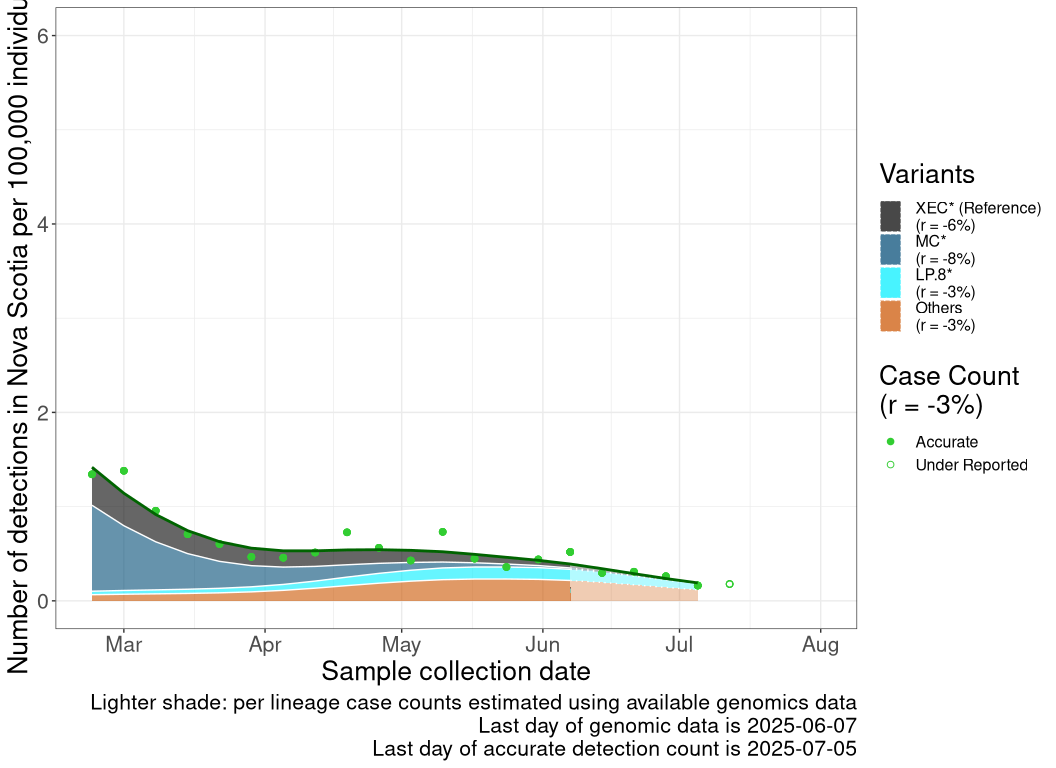 Number of detections in Nova Scotia per 100,000
6
4
2
0
Mar Apr May Jun Jul Aug
Sample collection date
Lighter shade: per lineage case counts estimated using available genomics data
Last day of genomic data is 2025-06-07
Last day of accurate detection count is 2025-07-05
Variants
XEC* (Reference)
(r = -6%)
MC*
(r = -8%)
LP.8*
(r = -3%)
Others
(r = -3%)
Case Count
(r = -3%)
Accurate
Under Reported